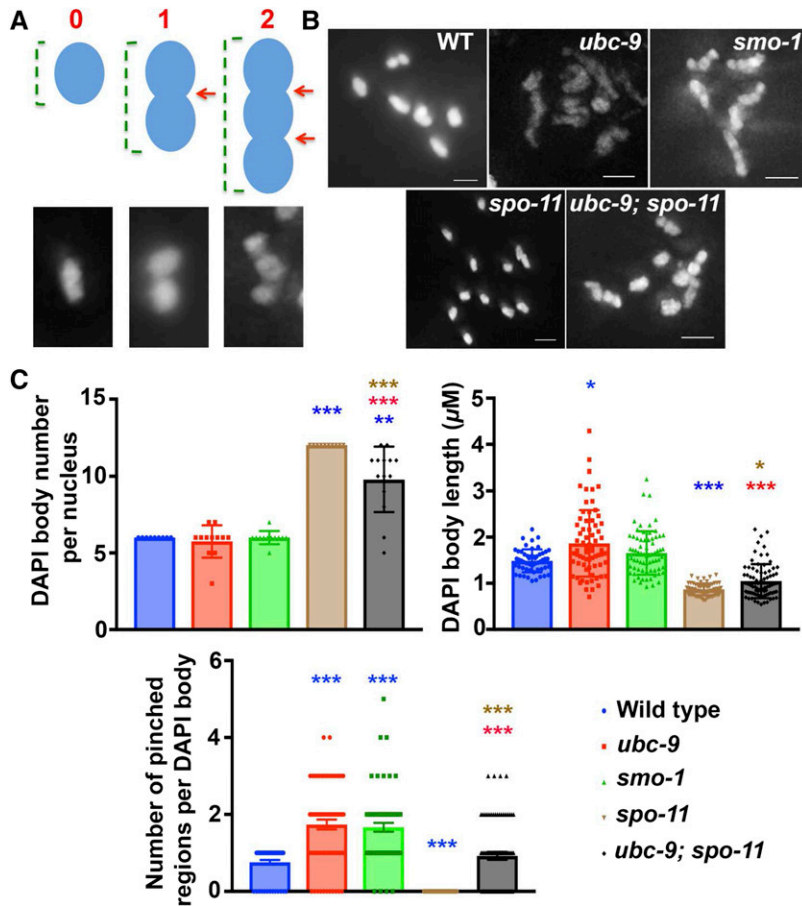 A
0 1 2
B
WT
ubc-9
smo-1
spo-11
ubc-9; spo-11
C
DAPI body number
per nucleus
15
10
5
0
***
***
***
**
DAPI body length (µM)
5
4
3
2
1
0
*
***
*
***
Number of pinched
regions per DAPI body
6
4
2
0
***
***
***
***
***
Wild type
ubc-9
smo-1
spo-11
ubc-9; spo-11